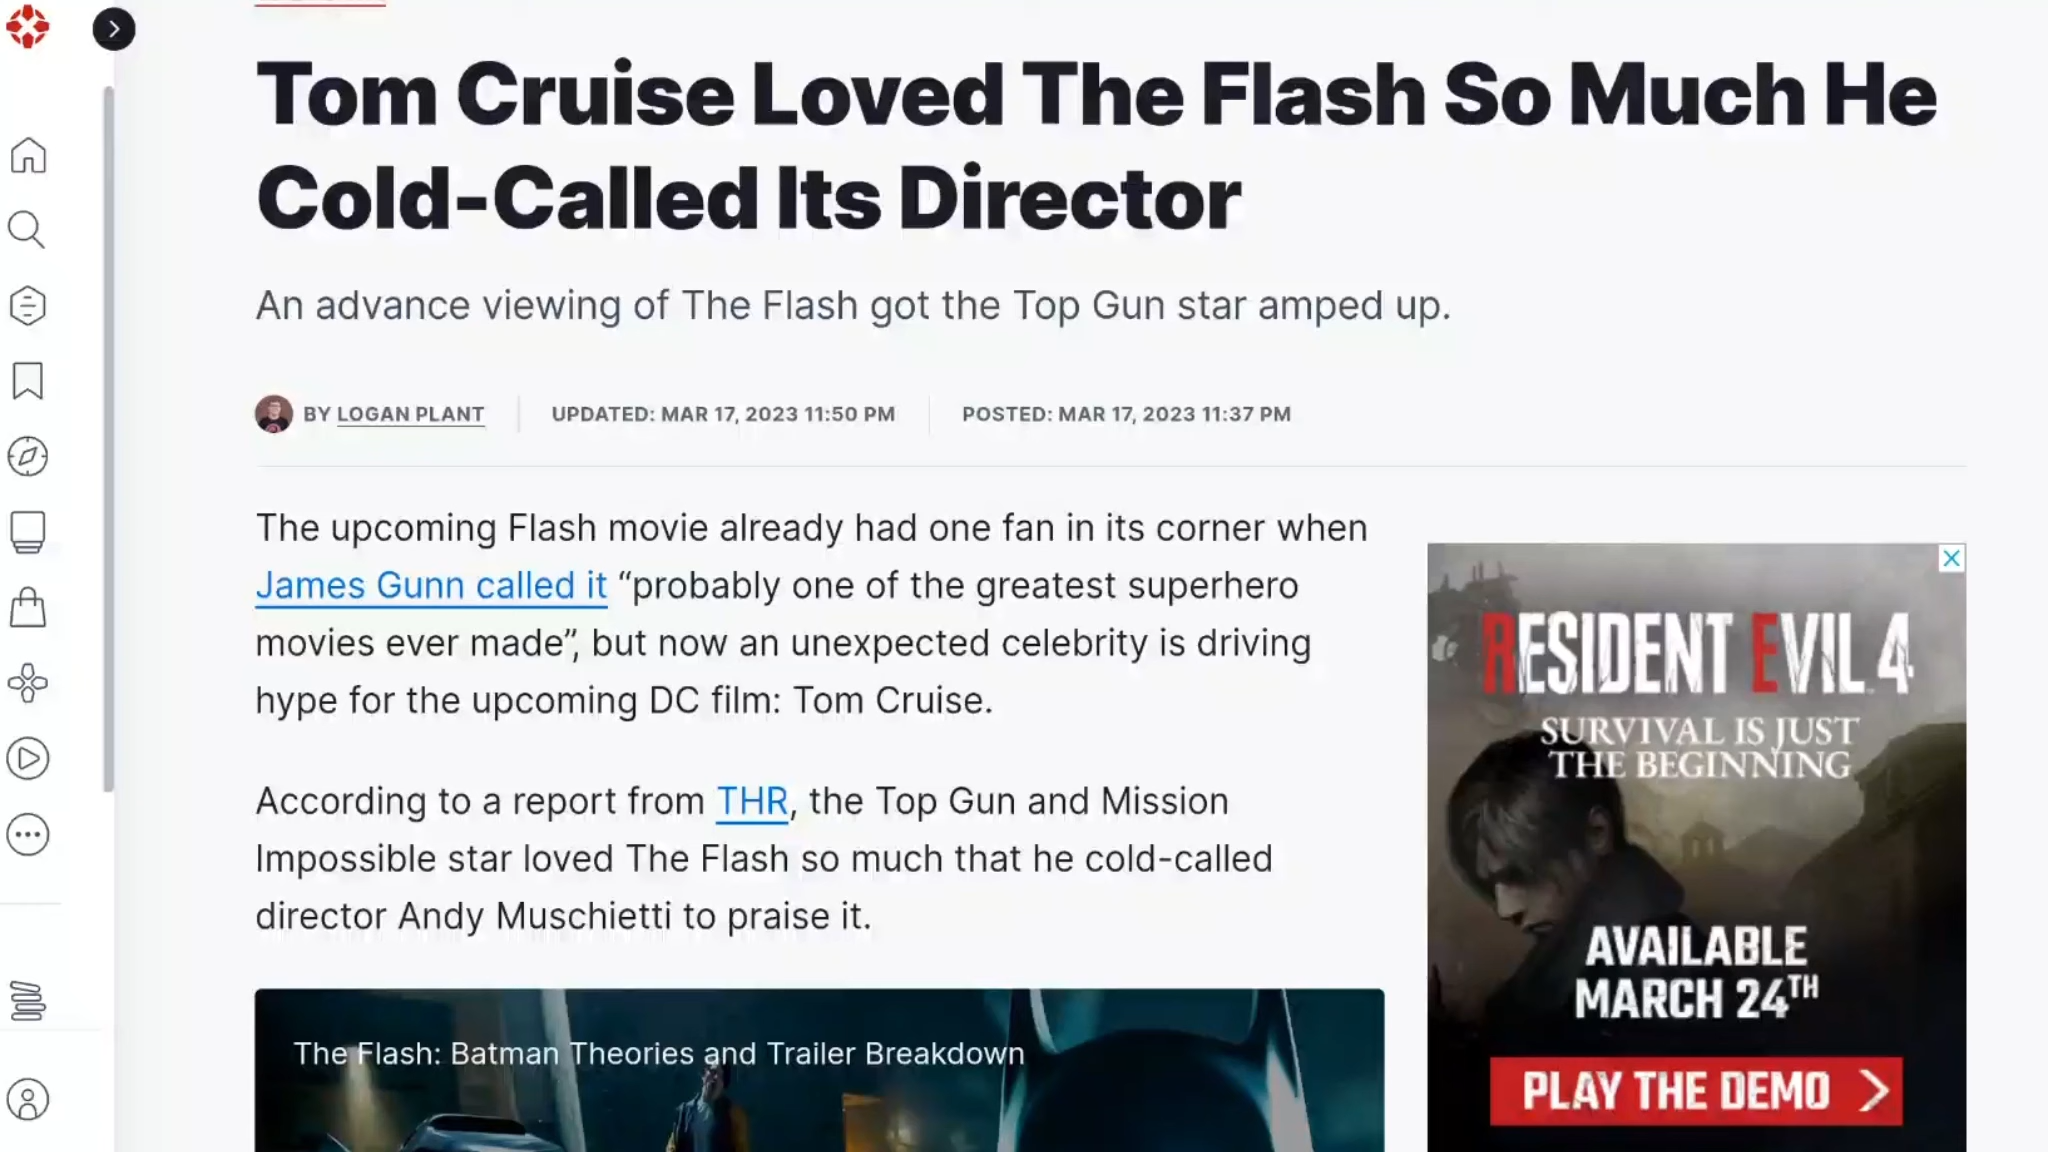 Tom Cruise Loved The Flash So Much He
Cold-Called Its Director
An advance viewing of The Flash got the Top Gun star amped up.
BY LOGAN PLANT
UPDATED: MAR 17, 2023 11:50 PM
POSTED: MAR 17, 2023 11:37 PM
The upcoming Flash movie already had one fan in its corner when
James Gunn called it “probably one of the greatest superhero
movies ever made”, but now an unexpected celebrity is driving
hype for the upcoming DC film: Tom Cruise.
According to a report from THR, the Top Gun and Mission
Impossible star loved The Flash so much that he cold-called
director Andy Muschietti to praise it.
The Flash: Batman Theories and Trailer Breakdown
RESIDENT EVIL 4
SURVIVAL IS JUST
THE BEGINNING
AVAILABLE
MARCH 24TH
PLAY THE DEMO